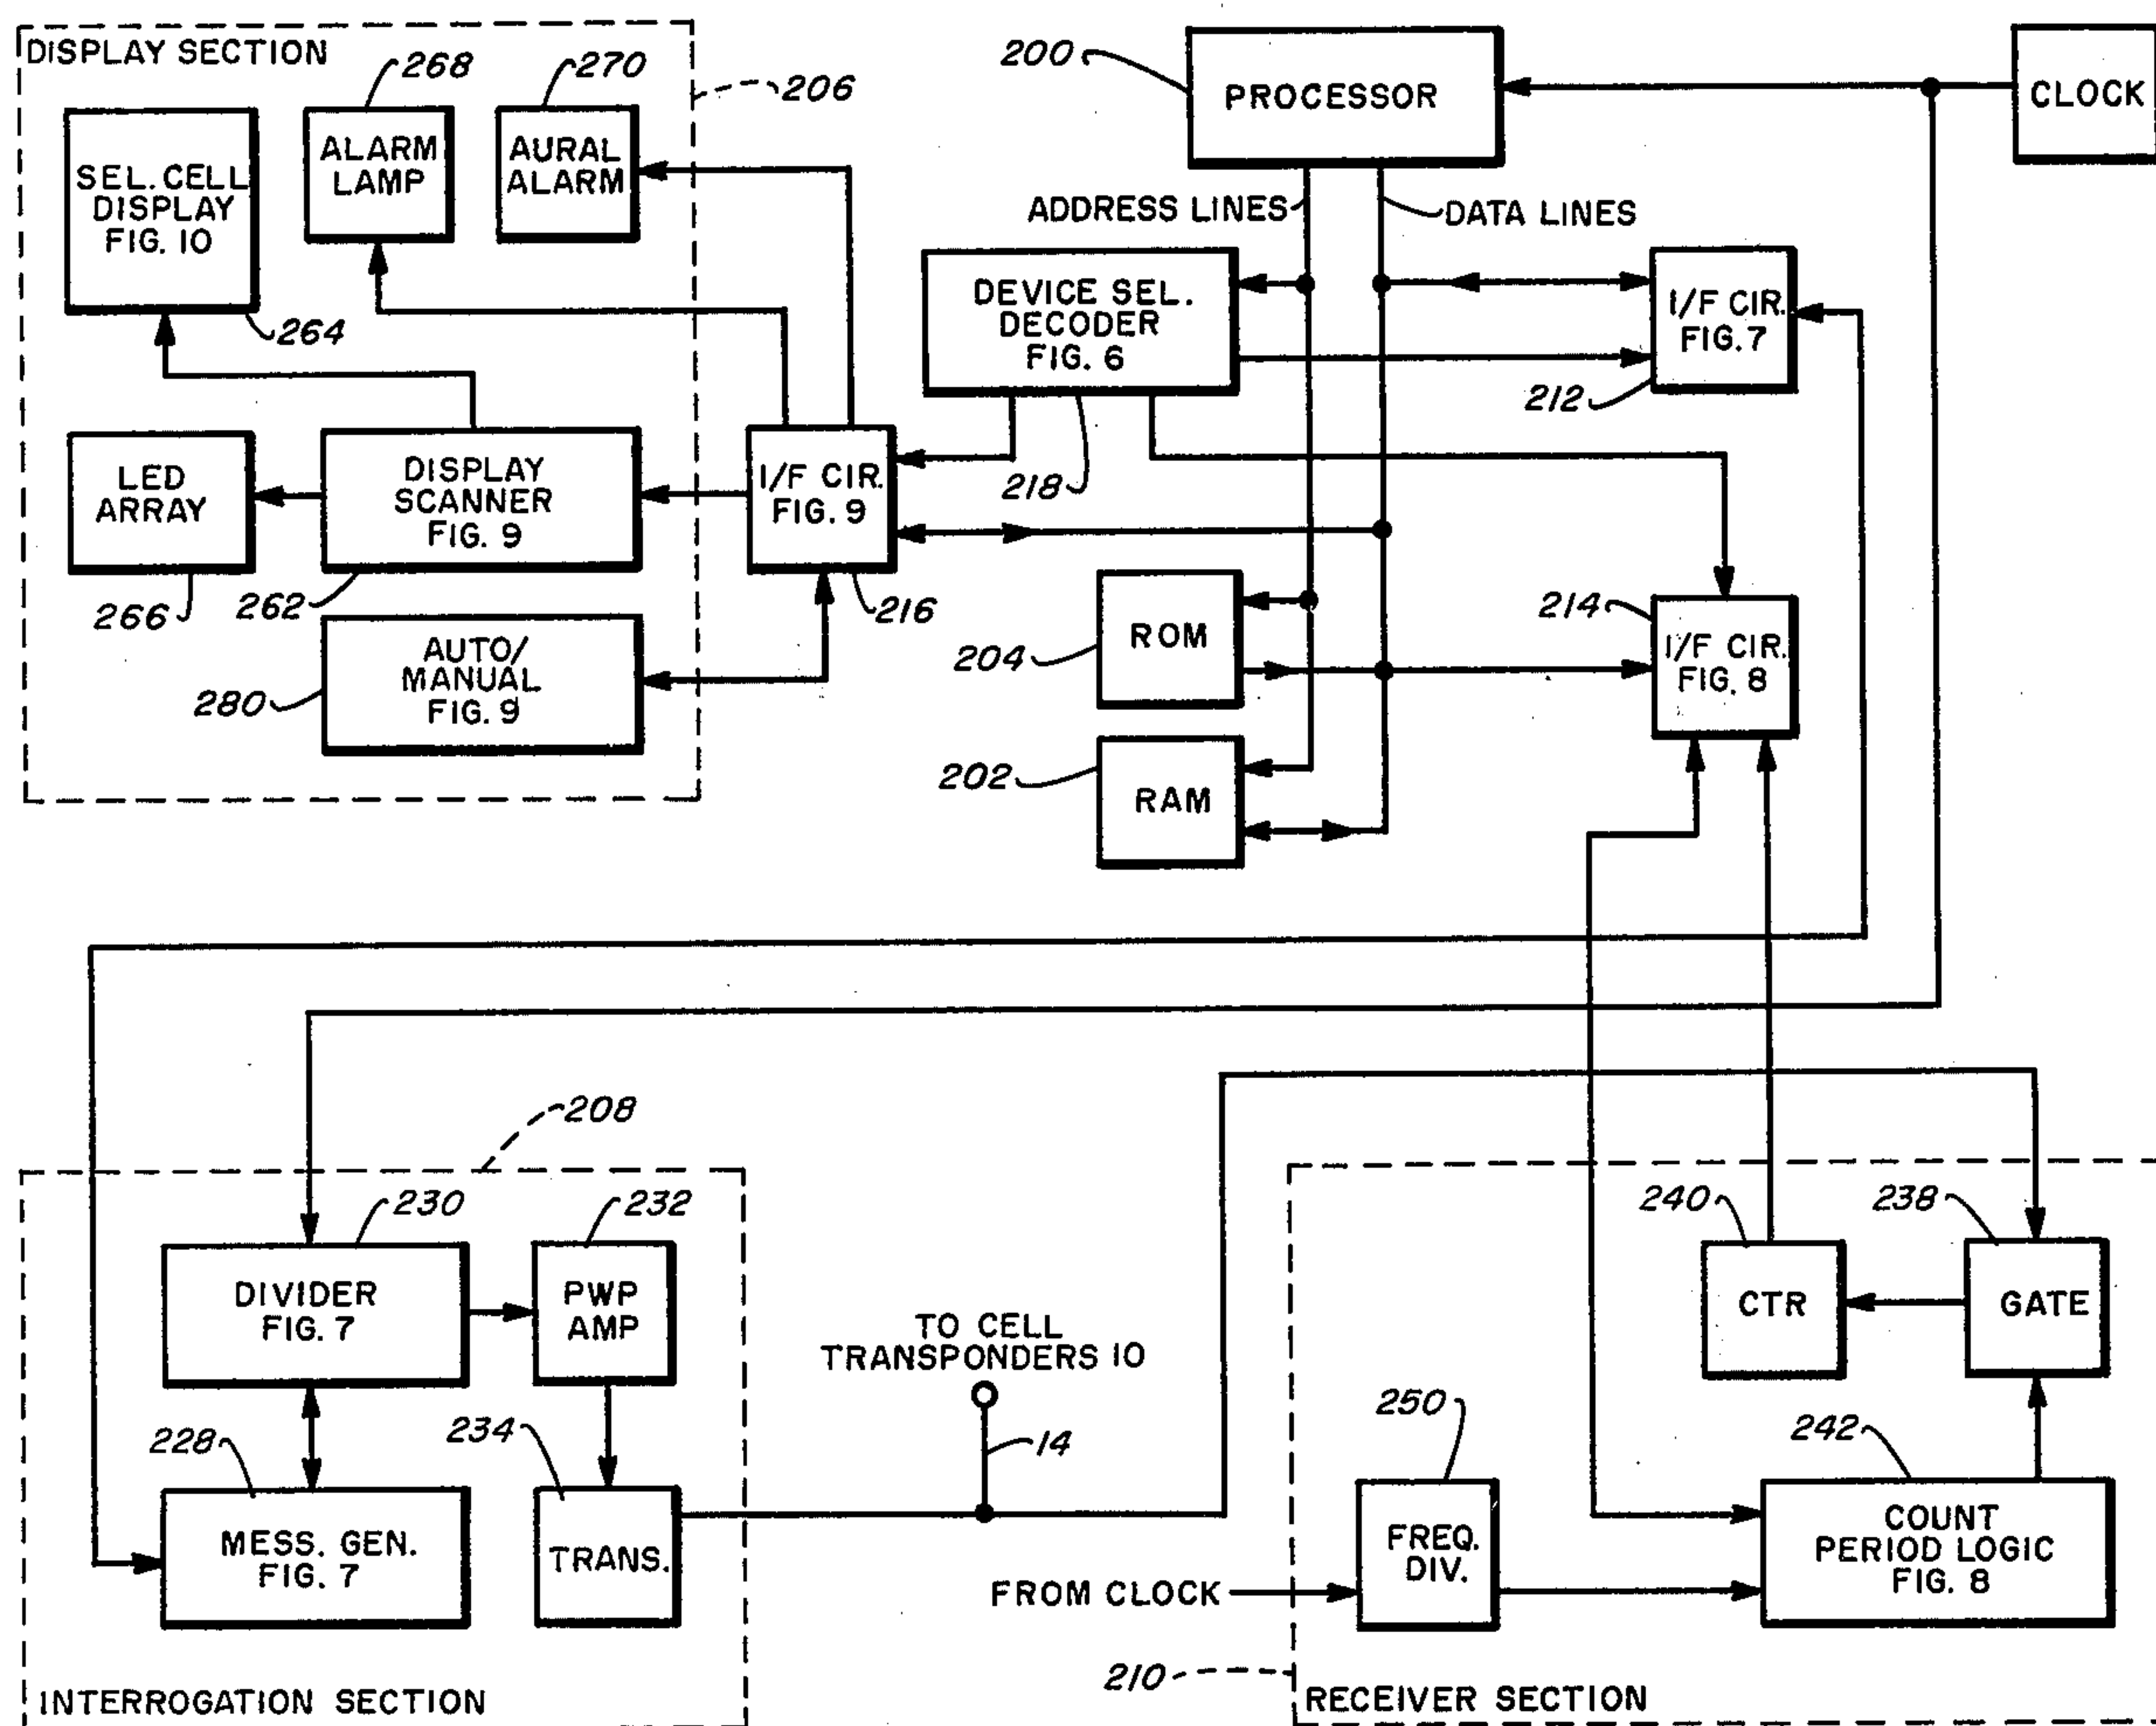 DISPLAY SECTION
268
270
206
200
PROCESSOR
CLOCK
SEL. CELL
DISPLAY
FIG. 10
ALARM
LAMP
AURAL
ALARM
ADDRESS LINES
DATA LINES
264
DEVICE SEL.
DECODER
FIG. 6
I/F CIR.
FIG. 7
212
LED
ARRAY
DISPLAY
SCANNER
FIG. 9
I/F CIR.
FIG. 9
218
266
262
216
214
ROM
204
I/F CIR.
FIG. 8
AUTO/
MANUAL
FIG. 9
280
202
RAM
208
230
232
240
238
DIVIDER
FIG. 7
PWP
AMP
CTR
GATE
TO CELL
TRANSPONDERS 10
228
234
14
250
242
MESS. GEN.
FIG. 7
TRANS.
FROM CLOCK
FREQ.
DIV.
COUNT
PERIOD LOGIC
FIG. 8
210
INTERROGATION SECTION
RECEIVER SECTION